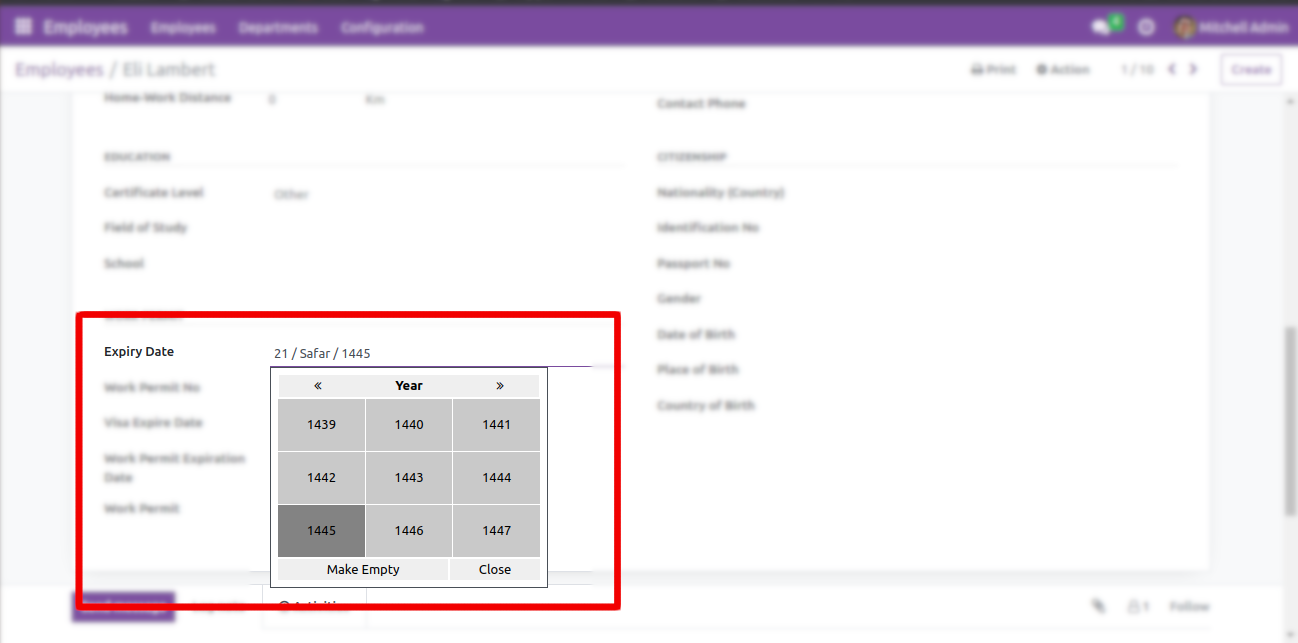 Employees Employees Departments Configuration Mitchell Admin
Employees / Eli Lambert Print Action 1 / 10 Create
Home-Work Distance 0 Km Contact Phone
EDUCATION CITIZENSHIP
Certificate Level Other Nationality (Country)
Field of Study Identification No
School Passport No
Gender
Date of Birth
Expiry Date 21 / Safar / 1445
Place of Birth
« Year »
Work Permit No
Country of Birth
1439 1440 1441
Visa Expire Date
Work Permit Expiration
Date
1442 1443 1444
Work Permit
1445 1446 1447
Make Empty Close
Activities 1 Follow